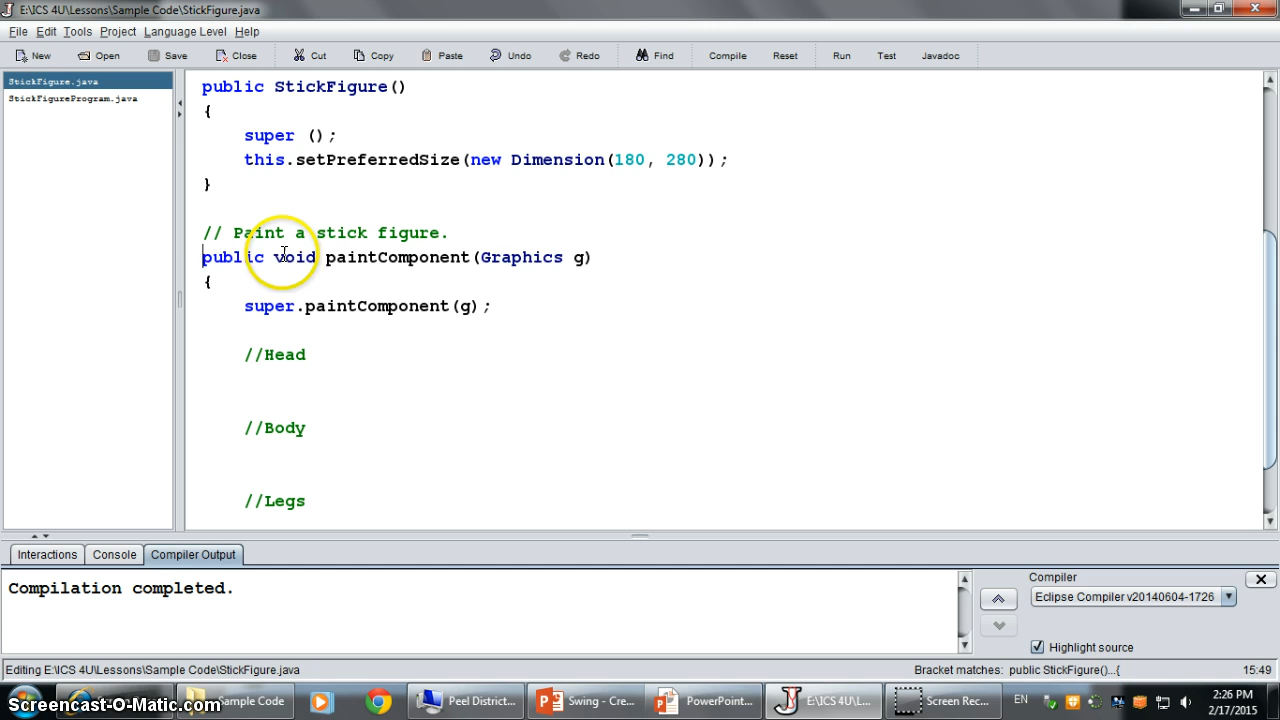 E:\ICS 4U\Lessons\Sample Code\StickFigure.java
File Edit Tools Project Language Level Help
New Open Save Close Cut Copy Paste Undo Redo Find Compile Reset Run Test Javadoc
StickFigure.java
StickFigureProgram.java
public StickFigure()
{
super ();
this.setPreferredSize(new Dimension(180, 280));
}
// Paint a stick figure.
public void paintComponent(Graphics g)
{
super.paintComponent(g);
//Head
//Body
//Legs
Interactions Console Compiler Output
Compilation completed.
Compiler
Eclipse Compiler v20140604-1726
Highlight source
Editing E:\ICS 4U\Lessons\Sample Code\StickFigure.java
Bracket matches: public StickFigure()...{
15:49
Screencast-O-Matic.com
Sample Code
Peel District...
Swing - Cre...
PowerPoint...
E:\ICS 4U\L...
Screen Rec...
EN
2:26 PM
2/17/2015